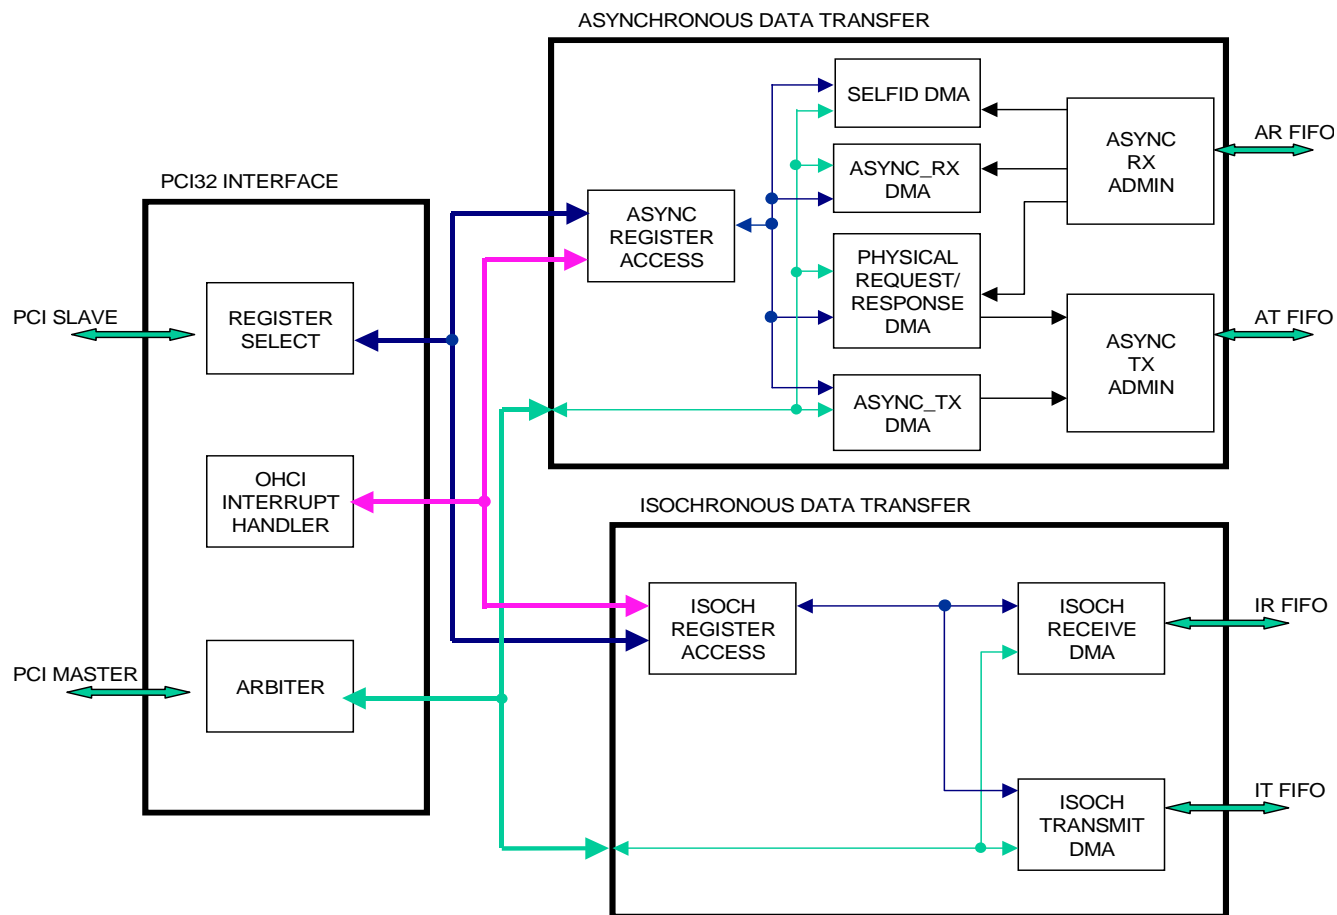 ASYNCHRONOUS DATA TRANSFER
SELFID DMA
ASYNC
RX
ADMIN
AR FIFO
ASYNC_RX
DMA
PCI32 INTERFACE
ASYNC
REGISTER
ACCESS
PHYSICAL
REQUEST/
RESPONSE
DMA
PCI SLAVE
REGISTER
SELECT
ASYNC
TX
ADMIN
AT FIFO
ASYNC_TX
DMA
OHCI
INTERRUPT
HANDLER
ISOCHRONOUS DATA TRANSFER
ISOCH
REGISTER
ACCESS
ISOCH
RECEIVE
DMA
IR FIFO
PCI MASTER
ARBITER
ISOCH
TRANSMIT
DMA
IT FIFO